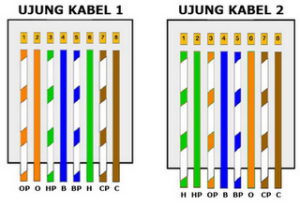 UJUNG KABEL 1
1 2 3 4 5 6 7 8
OP O HP B BP H CP C
UJUNG KABEL 2
1 2 3 4 5 6 7 8
H HP OP B BP O CP C